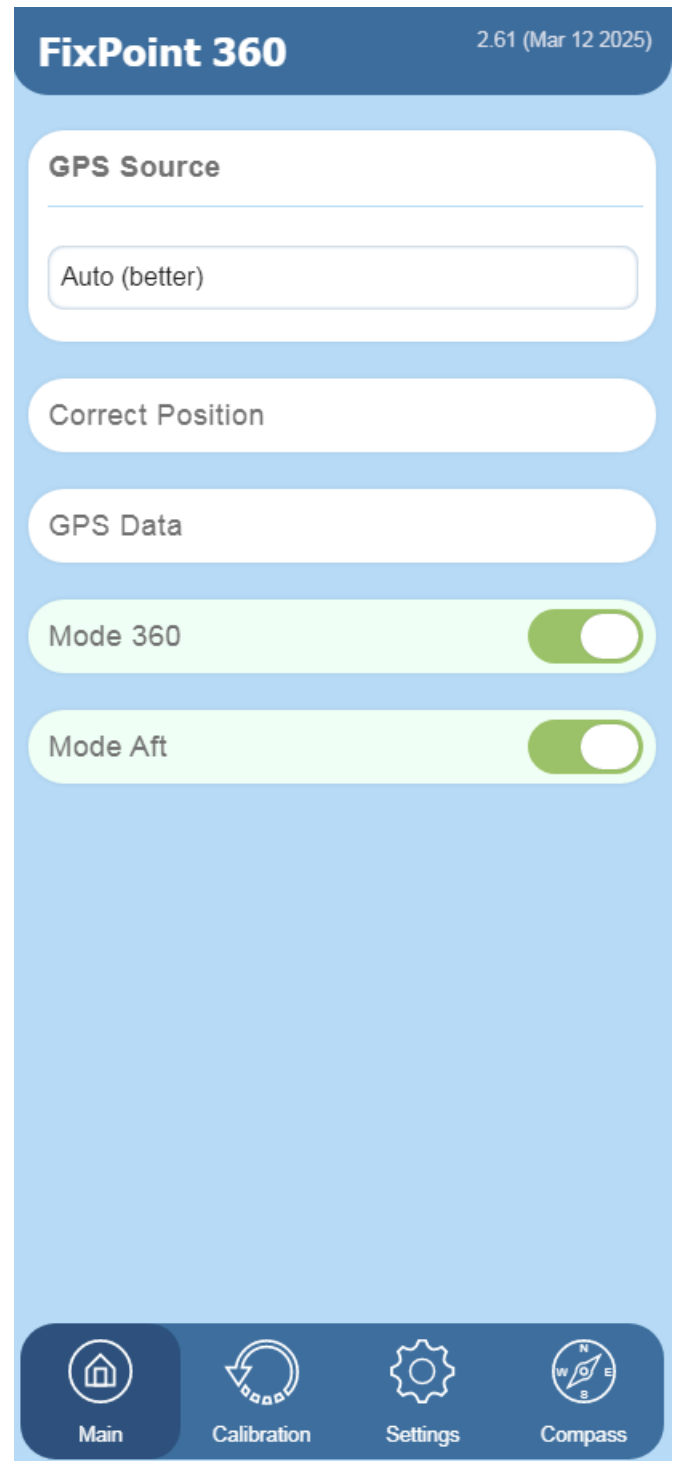 FixPoint 360
2.61 (Mar 12 2025)
GPS Source
Auto (better)
Correct Position
GPS Data
Mode 360
Mode Aft
N
W E
S
Main
Calibration
Settings
Compass